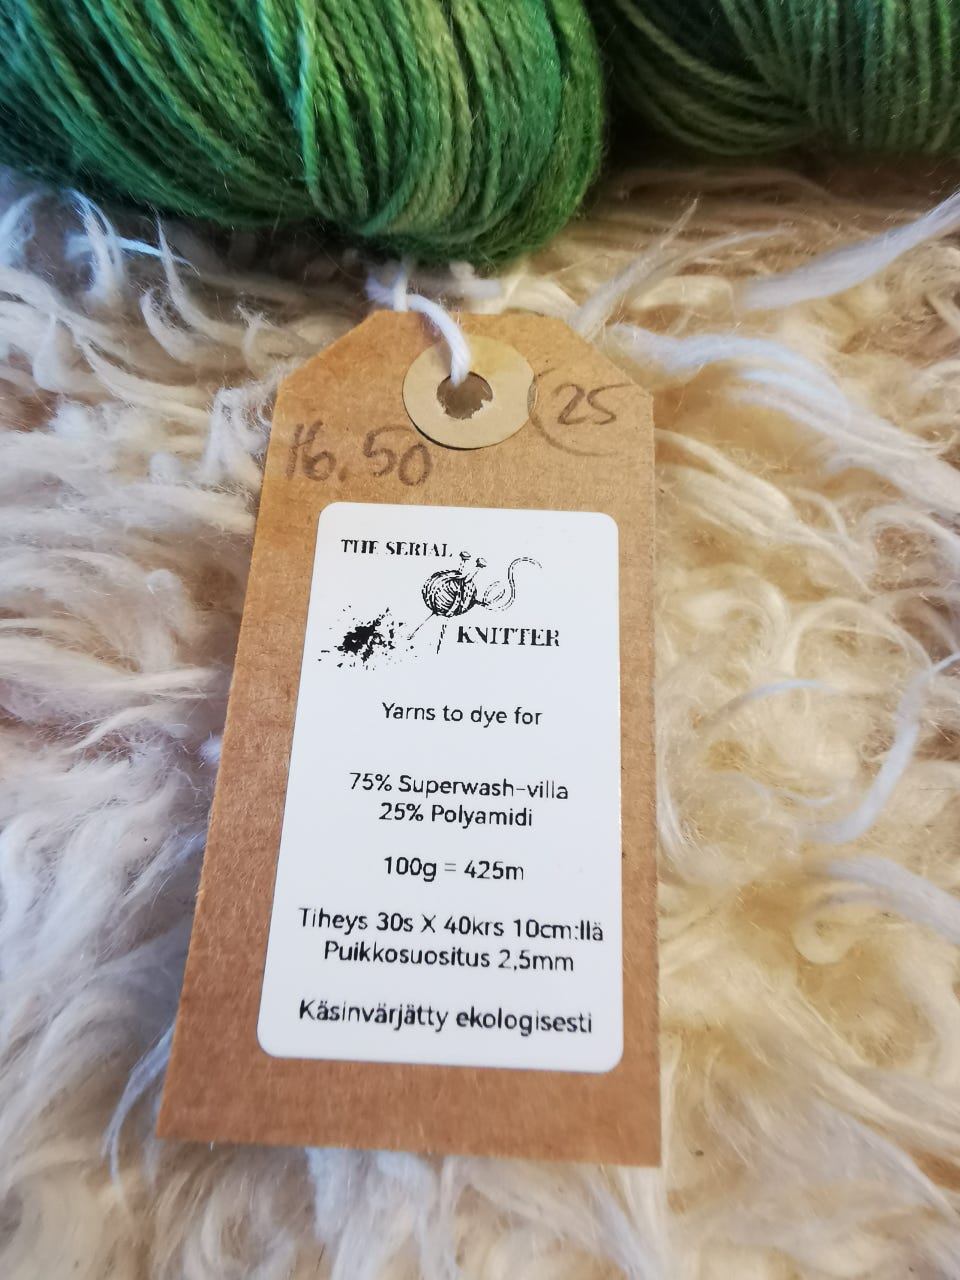 25
16.50
THE SERIAL
KNITTER
Yarns to dye for
75% Superwash-villa
25% Polyamidi
100g = 425m
Tiheys 30s X 40krs 10cm:llä
Puikkosuositus 2,5mm
Käsinvärjätty ekologisesti